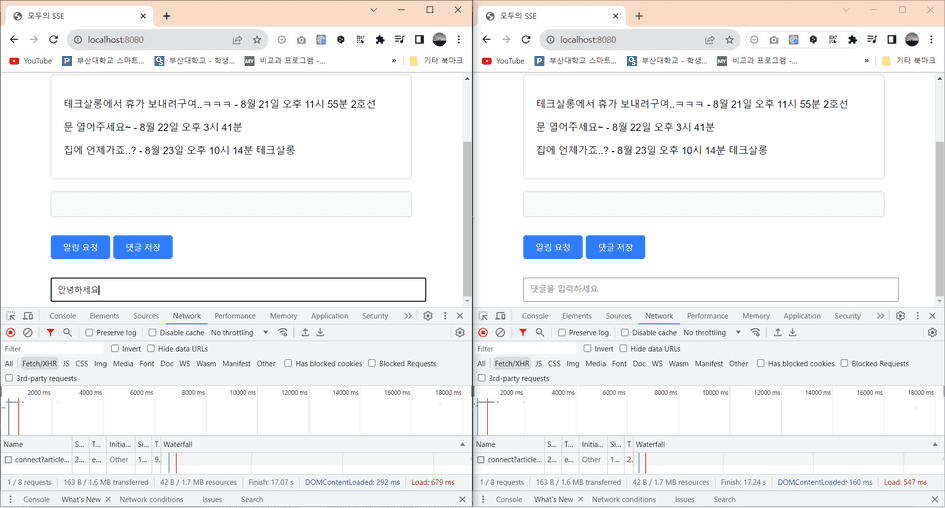 모두의 SSE
localhost:8080
YouTube 부산대학교 스마트... 부산대학교 - 학생... 비교과 프로그램 -... » 기타 북마크
테크살롱에서 휴가 보내려구여..ㅋㅋㅋ - 8월 21일 오후 11시 55분 2호선
문 열어주세요~ - 8월 22일 오후 3시 41분
집에 언제가죠..? - 8월 23일 오후 10시 14분 테크살롱
알림 요청 댓글 저장
안녕하세요
Console Elements Sources Network Performance Memory Application Security
Preserve log Disable cache No throttling
Filter Invert Hide data URLs
All Fetch/XHR JS CSS Img Media Font Doc WS Wasm Manifest Other Has blocked cookies Blocked Requests
3rd-party requests
2000 ms 4000 ms 6000 ms 8000 ms 10000 ms 12000 ms 14000 ms 16000 ms 18000 ms
Name S... T... Initia... Si... T. Waterfall
connect?article... 2... e... Other 1... 9.
1 / 8 requests 163 B / 1.6 MB transferred 42 B / 1.7 MB resources Finish: 17.07 s DOMContentLoaded: 292 ms Load: 679 ms
Console What's New Network conditions Issues Search
모두의 SSE
localhost:8080
YouTube 부산대학교 스마트... 부산대학교 - 학생... 비교과 프로그램 -... » 기타 북마크
테크살롱에서 휴가 보내려구여..ㅋㅋㅋ - 8월 21일 오후 11시 55분 2호선
문 열어주세요~ - 8월 22일 오후 3시 41분
집에 언제가죠..? - 8월 23일 오후 10시 14분 테크살롱
알림 요청 댓글 저장
댓글을 입력하세요
Console Elements Sources Network Performance Memory Application Security
Preserve log Disable cache No throttling
Filter Invert Hide data URLs
All Fetch/XHR JS CSS Img Media Font Doc WS Wasm Manifest Other Has blocked cookies Blocked Requests
3rd-party requests
2000 ms 4000 ms 6000 ms 8000 ms 10000 ms 12000 ms 14000 ms 16000 ms 18000 ms
Name S... T... Initia... Si... T. Waterfall
connect?article... 2... e... Other 1... 2.
1 / 8 requests 163 B / 1.6 MB transferred 42 B / 1.7 MB resources Finish: 17.24 s DOMContentLoaded: 160 ms Load: 547 ms
Console What's New Network conditions Issues Search